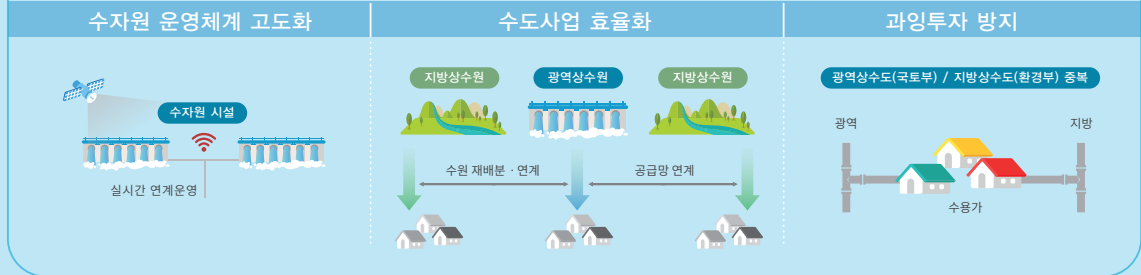 수자원 운영체계 고도화
수자원 시설
실시간 연계운영
수도사업 효율화
지방상수원
광역상수원
지방상수원
수원 재배분 · 연계
공급망 연계
과잉투자 방지
광역상수도(국토부) / 지방상수도(환경부) 중복
광역
지방
수용가